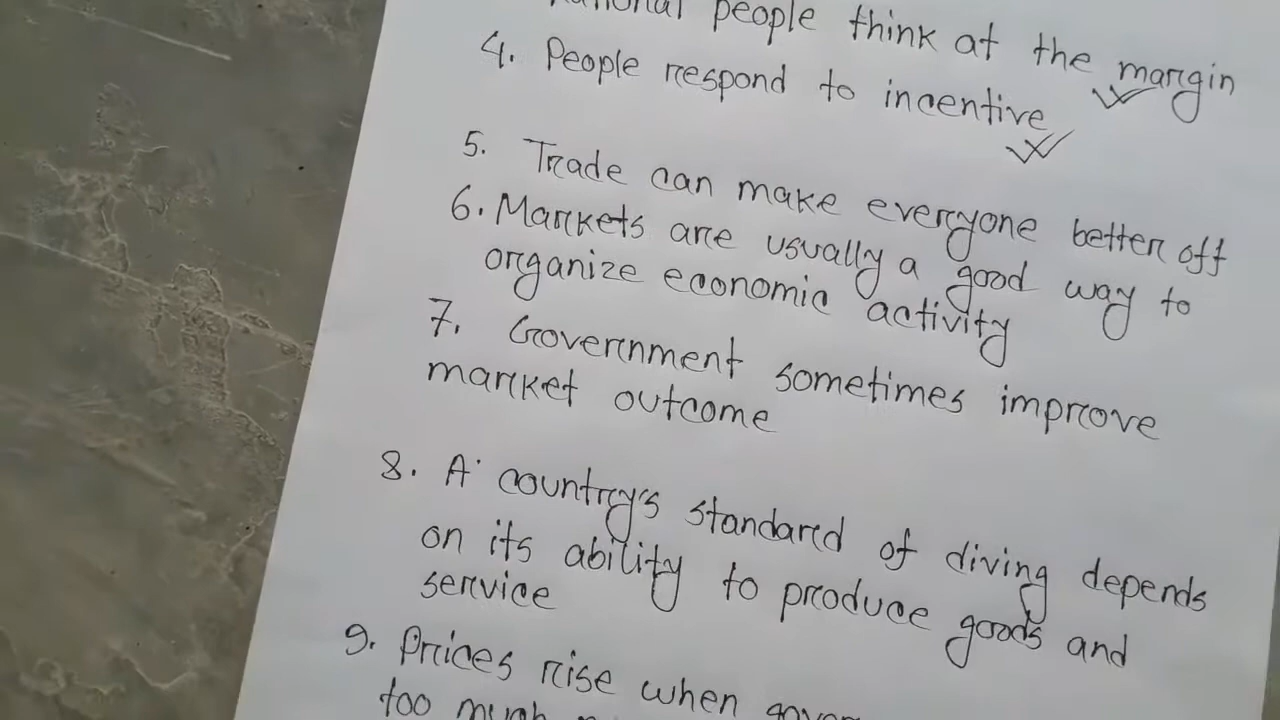 people think at the margin
4. People respond to incentive
5. Trade can make everyone better off
6. Markets are usually a good way to
organize economic activity
7. Government sometimes improve
market outcome
8. A country's standard of diving depends
on its ability to produce goods and
service
9. Prices rise when
too much